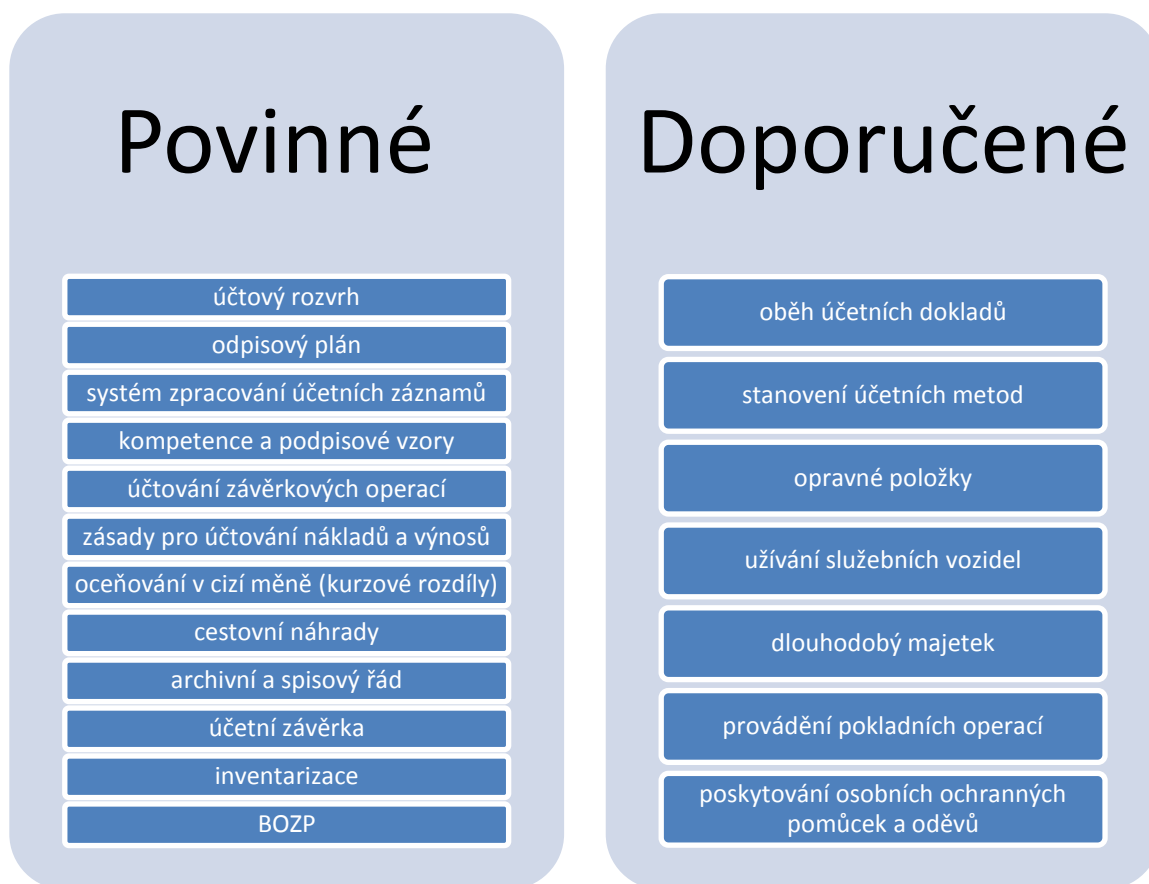 Povinné
účtový rozvrh
odpisový plán
systém zpracování účetních záznamů
kompetence a podpisové vzory
účtování závěrkových operací
zásady pro účtování nákladů a výnosů
oceňování v cizí měně (kurzové rozdíly)
cestovní náhrady
archivní a spisový řád
účetní závěrka
inventarizace
BOZP
Doporučené
oběh účetních dokladů
stanovení účetních metod
opravné položky
užívání služebních vozidel
dlouhodobý majetek
provádění pokladních operací
poskytování osobních ochranných
pomůcek a oděvů